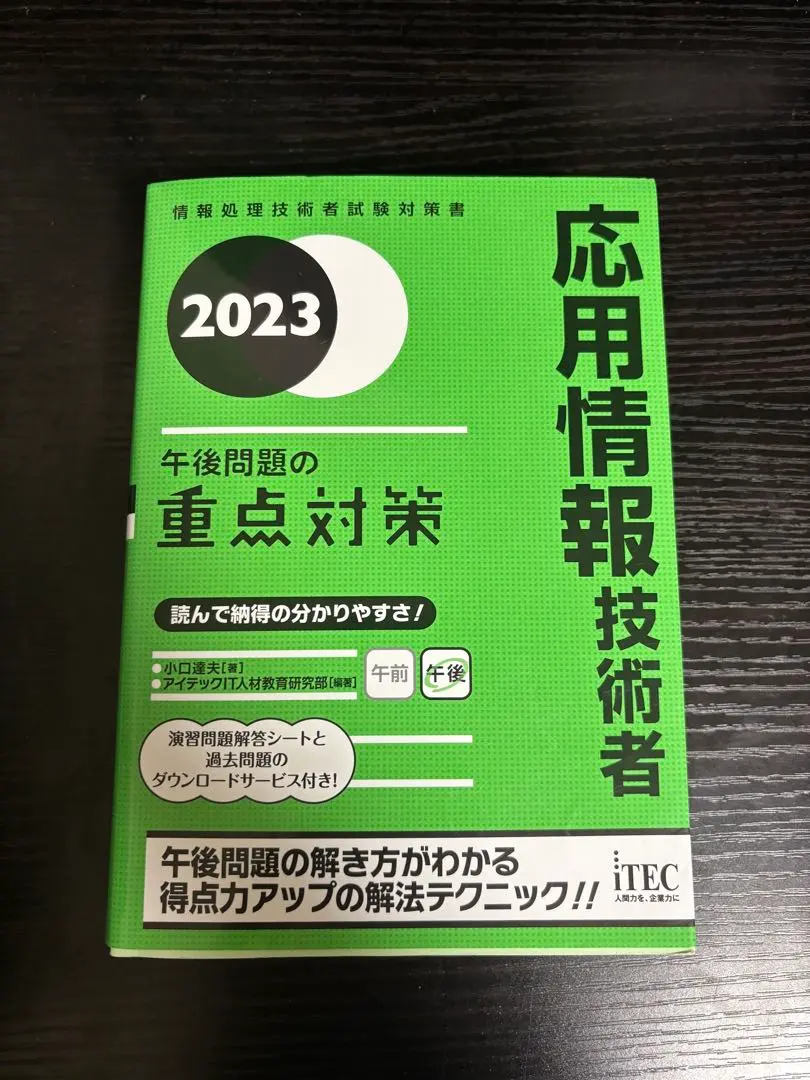 情報処理技術者試験対策書
2023
応用情報技術者
午後問題の
重点対策
読んで納得の分かりやすさ!
●小口達夫[著]
●アイテックIT人材教育研究部[編著]
午前
午後
演習問題解答シートと
過去問題の
ダウンロードサービス付き!
午後問題の解き方がわかる
得点力アップの解法テクニック!!
iTEC
人間力を、企業力に